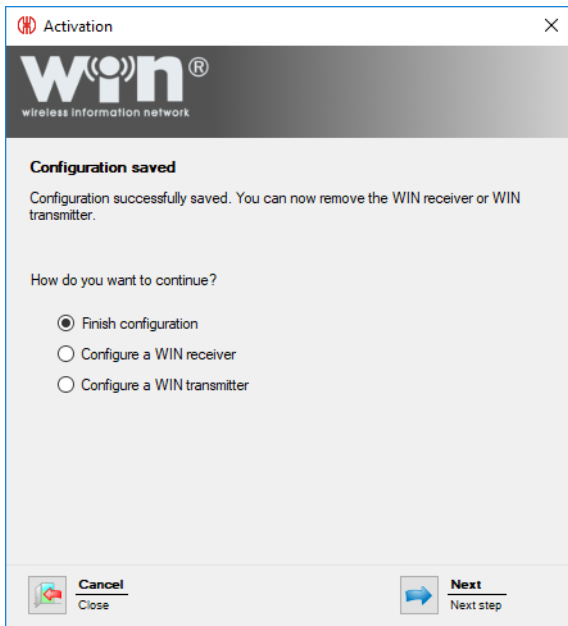 Activation
WIN®
wireless information network
Configuration saved
Configuration successfully saved. You can now remove the WIN receiver or WIN
transmitter.
How do you want to continue?
Finish configuration
Configure a WIN receiver
Configure a WIN transmitter
Cancel
Close
Next
Next step